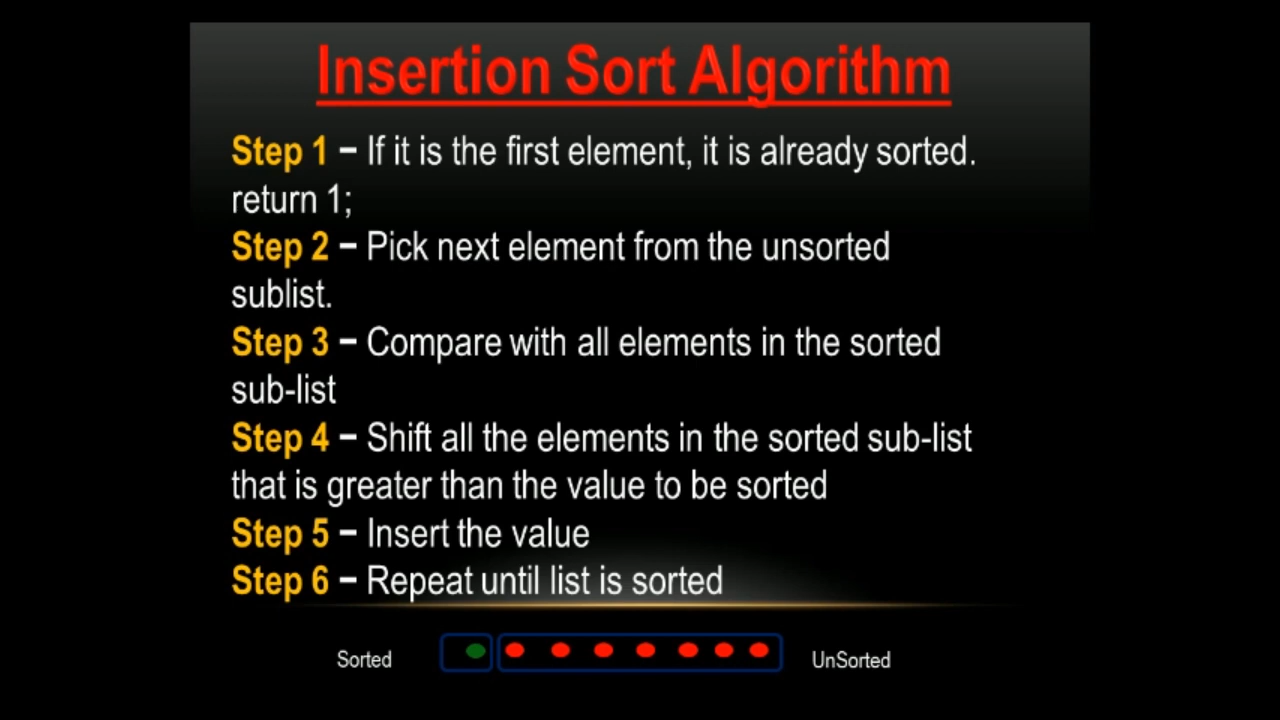 Insertion Sort Algorithm
Step 1 − If it is the first element, it is already sorted.
return 1;
Step 2 − Pick next element from the unsorted
sublist.
Step 3 − Compare with all elements in the sorted
sub-list
Step 4 − Shift all the elements in the sorted sub-list
that is greater than the value to be sorted
Step 5 − Insert the value
Step 6 − Repeat until list is sorted
Sorted UnSorted